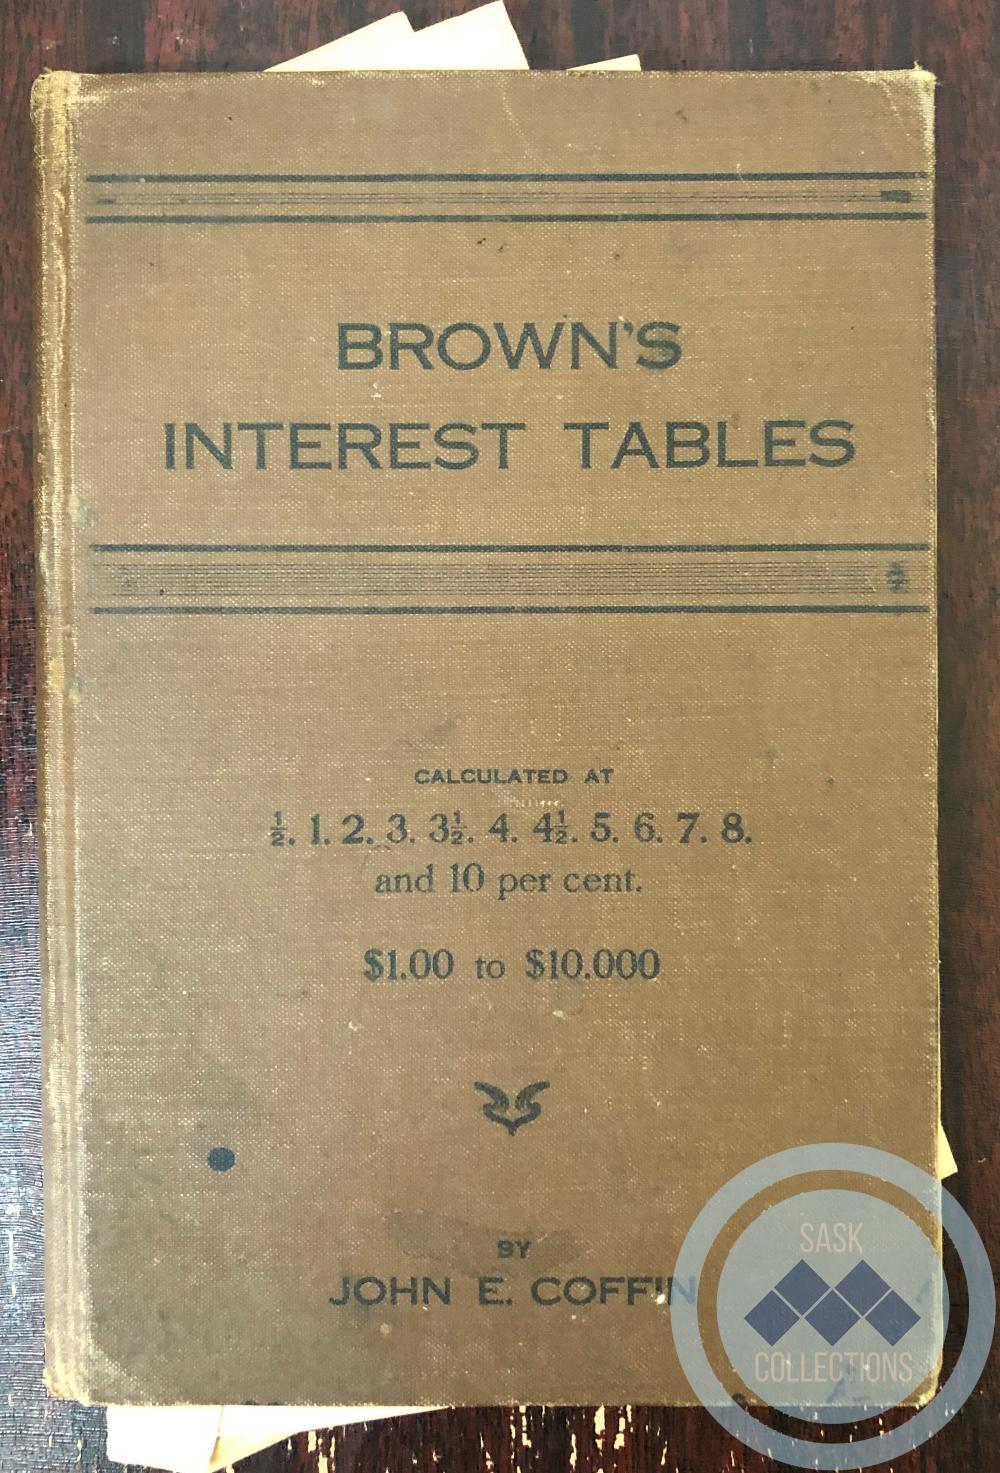 BROWN'S
INTEREST TABLES
CALCULATED AT
½. 1. 2. 3. 3½. 4. 4½. 5. 6. 7. 8.
and 10 per cent.
$1.00 to $10.000
BY
JOHN E. COFFIN
SASK
COLLECTIONS